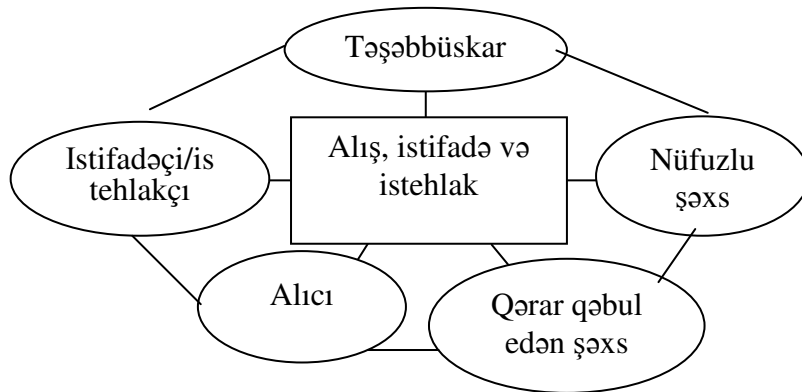 Təşəbbüskar
Istifadəçi/is
tehlakçı
Alış, istifadə və
istehlak
Nüfuzlu
şəxs
Alıcı
Qərar qəbul
edən şəxs